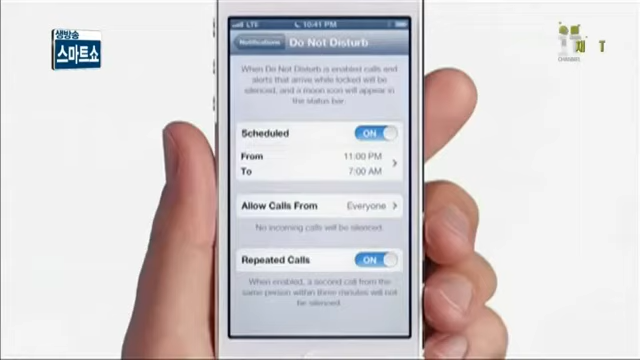 생방송
스마트쇼
LTE 10:41 PM
Notifications Do Not Disturb
When Do Not Disturb is enabled calls and
alerts that arrive while locked will be
silenced, and a moon icon will appear in
the status bar.
Scheduled ON
From 11:00 PM
To 7:00 AM
Allow Calls From Everyone
No incoming calls will be silenced.
Repeated Calls ON
When enabled, a second call from the
same person within three minutes will not
be silenced.